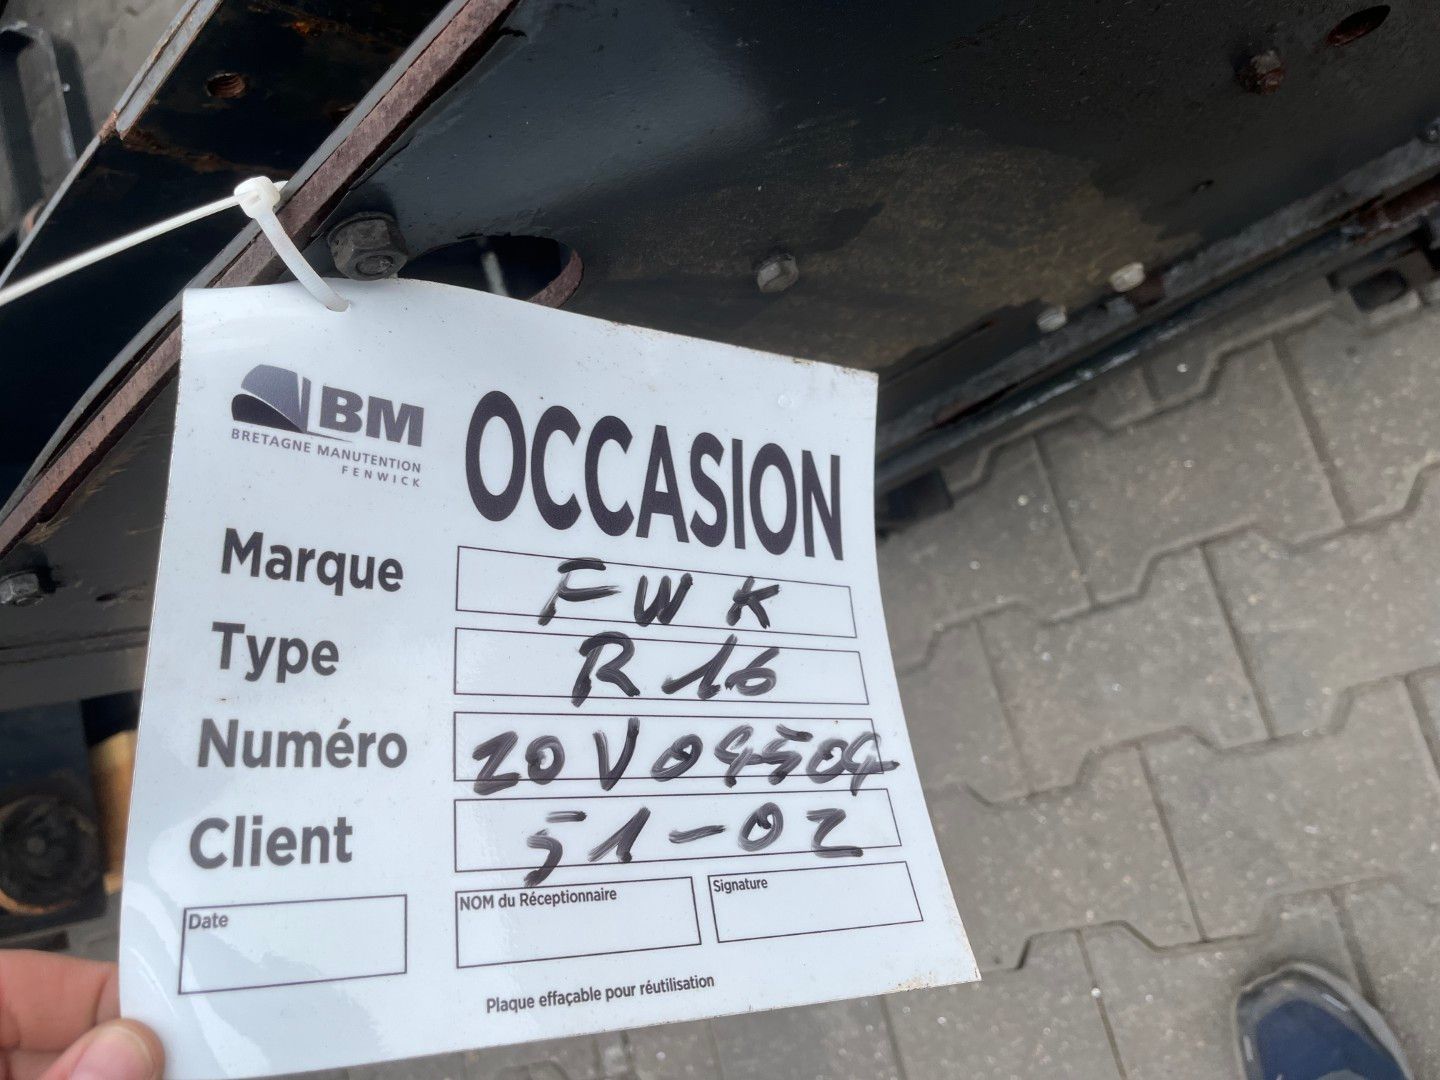 BM
BRETAGNE MANUTENTION
FENWICK
OCCASION
Marque FWK
Type R16
Numéro 20V04504
Client 51-02
Date
NOM du Réceptionnaire
Signature
Plaque effaçable pour réutilisation